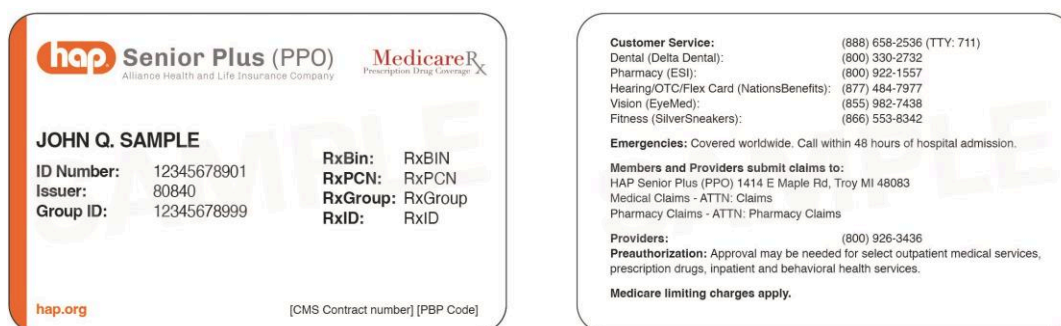 hap Senior Plus (PPO)
Alliance Health and Life Insurance Company
MedicareRx
Prescription Drug Coverage
JOHN Q. SAMPLE
ID Number: 12345678901
Issuer: 80840
Group ID: 12345678999
RxBin: RxBIN
RxPCN: RxPCN
RxGroup: RxGroup
RxID: RxID
SAMPLE
hap.org
[CMS Contract number] [PBP Code]
Customer Service: (888) 658-2536 (TTY: 711)
Dental (Delta Dental): (800) 330-2732
Pharmacy (ESI): (800) 922-1557
Hearing/OTC/Flex Card (NationsBenefits): (877) 484-7977
Vision (EyeMed): (855) 982-7438
Fitness (SilverSneakers): (866) 553-8342
Emergencies: Covered worldwide. Call within 48 hours of hospital admission.
Members and Providers submit claims to:
HAP Senior Plus (PPO) 1414 E Maple Rd, Troy MI 48083
Medical Claims - ATTN: Claims
Pharmacy Claims - ATTN: Pharmacy Claims
Providers: (800) 926-3436
Preauthorization: Approval may be needed for select outpatient medical services,
prescription drugs, inpatient and behavioral health services.
Medicare limiting charges apply.
SAMPLE